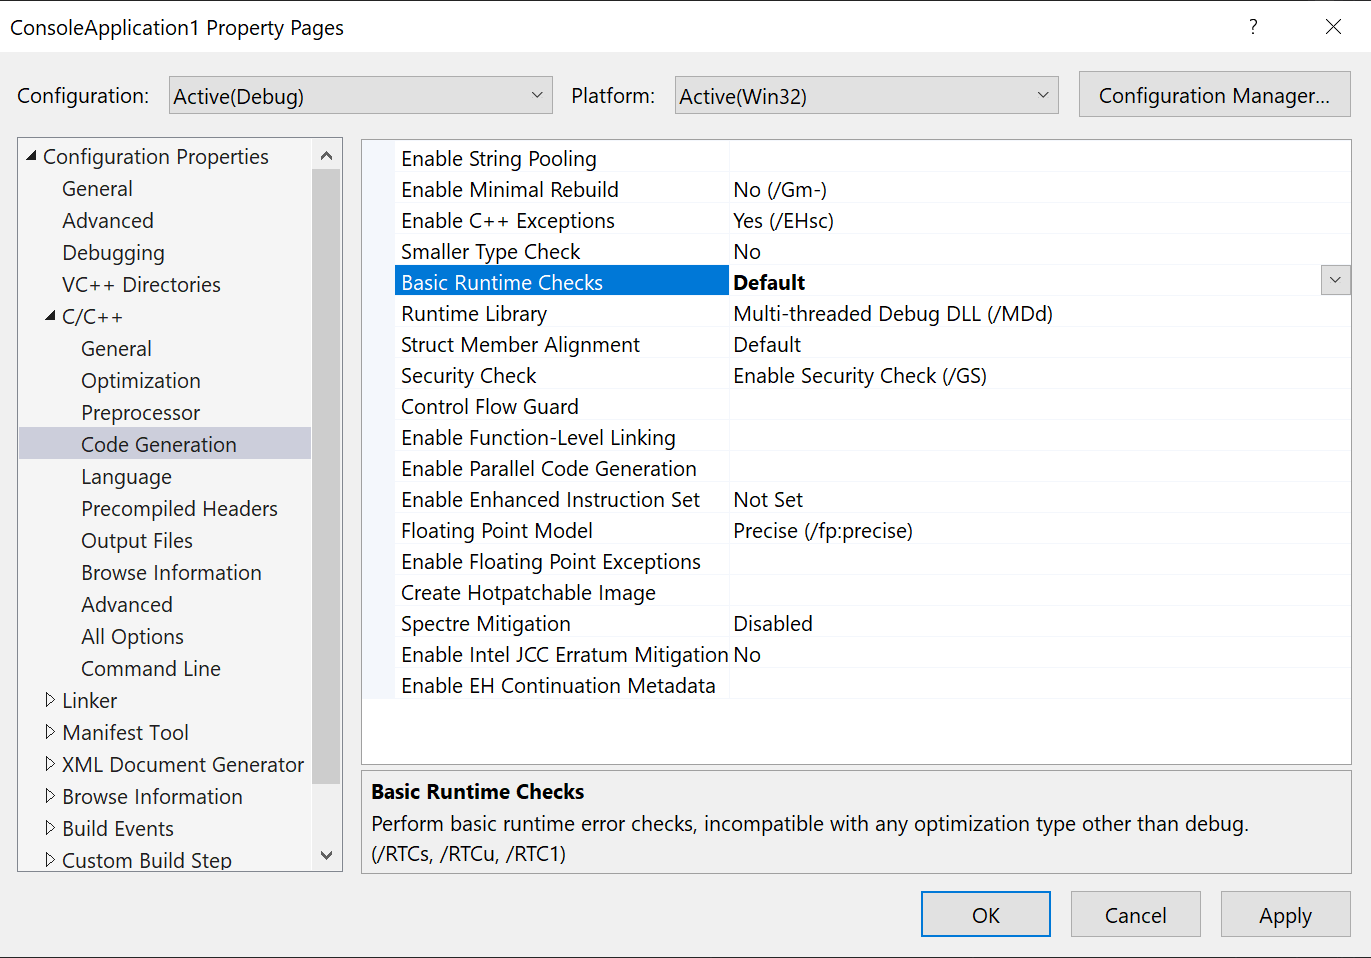 ConsoleApplication1 Property Pages
?
Configuration: Active(Debug) Platform: Active(Win32) Configuration Manager...
Configuration Properties
General
Advanced
Debugging
VC++ Directories
C/C++
General
Optimization
Preprocessor
Code Generation
Language
Precompiled Headers
Output Files
Browse Information
Advanced
All Options
Command Line
Linker
Manifest Tool
XML Document Generator
Browse Information
Build Events
Custom Build Step
Enable String Pooling
Enable Minimal Rebuild No (/Gm-)
Enable C++ Exceptions Yes (/EHsc)
Smaller Type Check No
Basic Runtime Checks Default
Runtime Library Multi-threaded Debug DLL (/MDd)
Struct Member Alignment Default
Security Check Enable Security Check (/GS)
Control Flow Guard
Enable Function-Level Linking
Enable Parallel Code Generation
Enable Enhanced Instruction Set Not Set
Floating Point Model Precise (/fp:precise)
Enable Floating Point Exceptions
Create Hotpatchable Image
Spectre Mitigation Disabled
Enable Intel JCC Erratum Mitigation No
Enable EH Continuation Metadata
Basic Runtime Checks
Perform basic runtime error checks, incompatible with any optimization type other than debug.
(/RTCs, /RTCu, /RTC1)
OK Cancel Apply